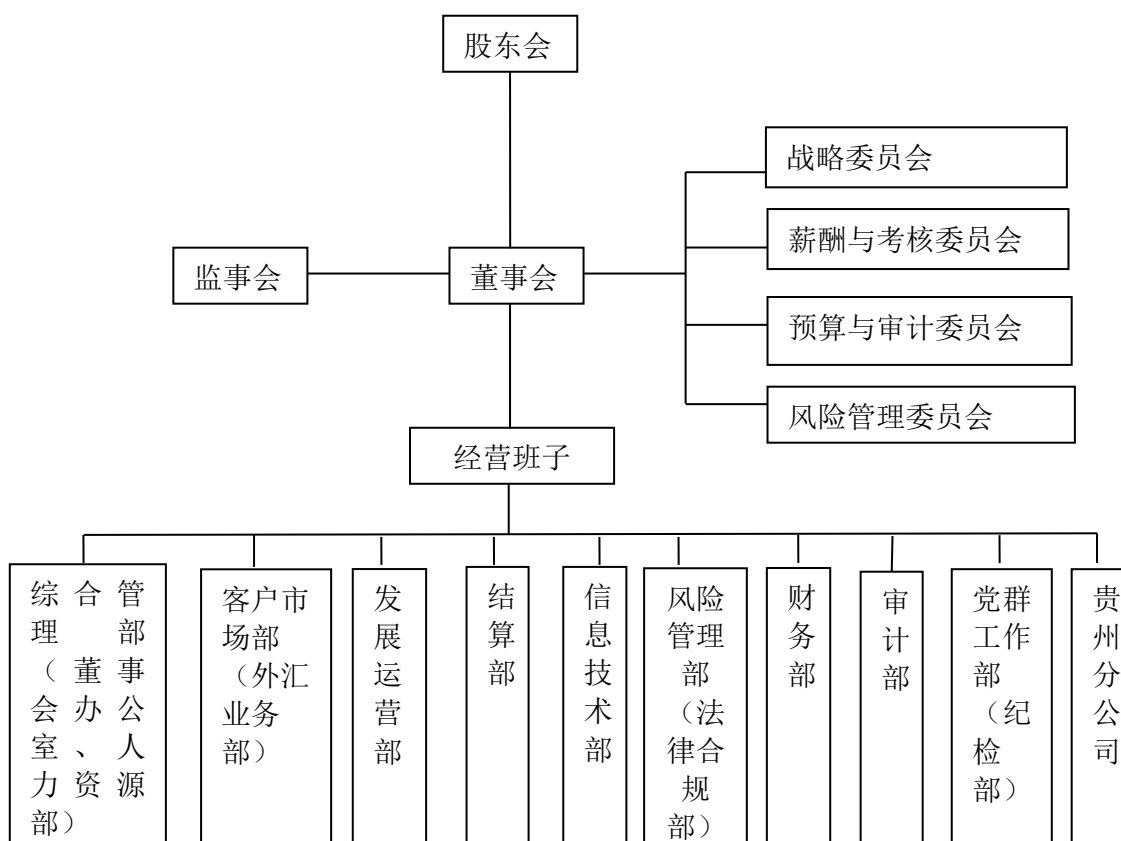 股东会
战略委员会
薪酬与考核委员会
监事会
董事会
预算与审计委员会
风险管理委员会
经营班子
综合管
理部
（董事
会办公
室、人
力资源
部）
客户市
场部
（外汇
业务
部）
发
展
运
营
部
结
算
部
信
息
技
术
部
风险
管理
部
（法
律合
规
部）
财
务
部
审
计
部
党群
工作
部
（纪
检
部）
贵
州
分
公
司